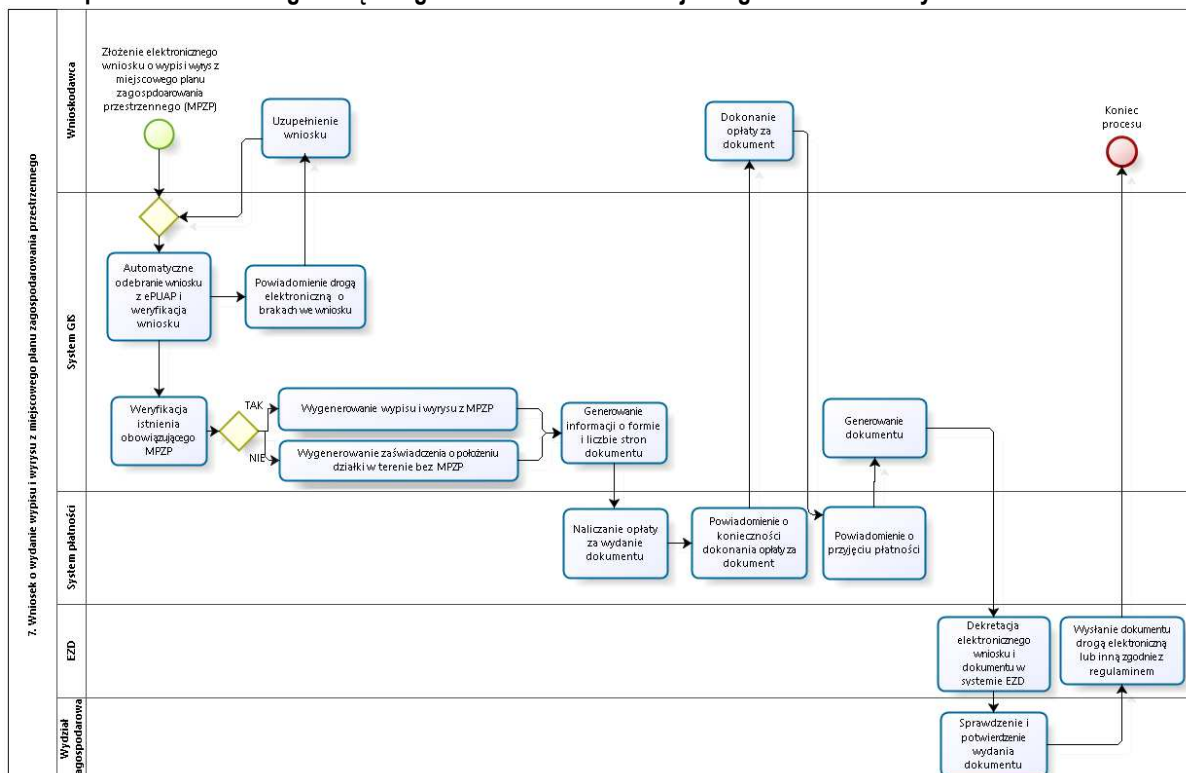 7. Wniosek o wydanie wypisu i wyrysu z miejscowego planu zagospodarowania przestrzennego
Wnioskodawca
Złożenie elektronicznego
wniosku o wypis i wyrys z
miejscowego planu
zagospdoarowania
przestrzennego (MPZP)
Uzupełnienie
wniosku
Dokonanie
opłaty za
dokument
Koniec
procesu
System GIS
Automatyczne
odebranie wniosku
z ePUAP i
weryfikacja
wniosku
Powiadomienie drogą
elektroniczną o
brakach we wniosku
Weryfikacja
istnienia
obowiązującego
MPZP
TAK
NIE
Wygenerowanie wypisu i wyrysu z MPZP
Wygenerowanie zaświadczenia o położeniu
działki w terenie bez MPZP
Generowanie
informacji o formie
i liczbie stron
dokumentu
Generowanie
dokumentu
System płatności
Naliczanie opłaty
za wydanie
dokumentu
Powiadomienie o
konieczności
dokonania opłaty za
dokument
Powiadomienie o
przyjęciu płatności
EZD
Dekretacja
elektronicznego
wniosku i
dokumentu w
systemie EZD
Wysłanie dokumentu
drogą elektroniczną
lub inną zgodnie z
regulaminem
Wydział
agospodarowa
Sprawdzenie i
potwierdzenie
wydania
dokumentu